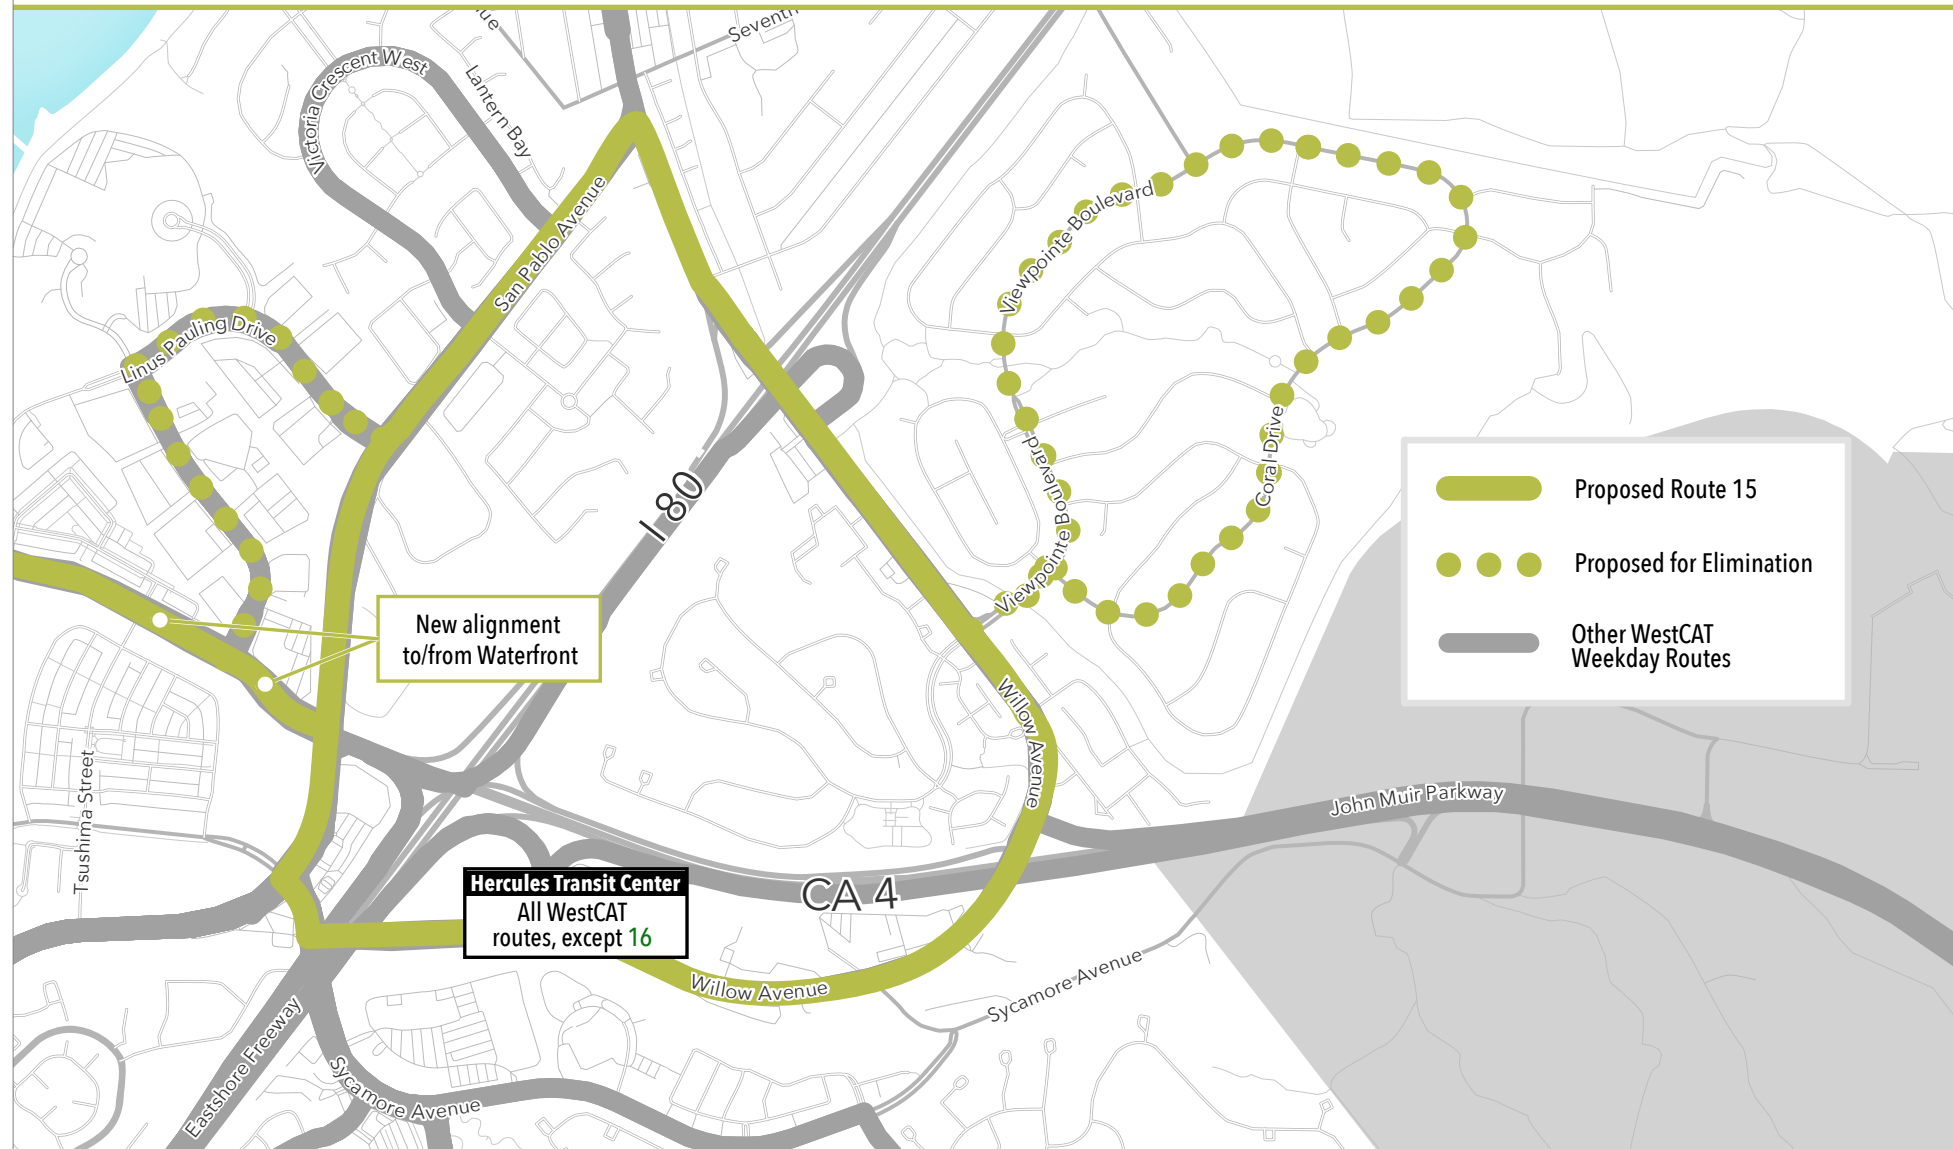 ue
Seventh
Victoria Crescent West
Lantern Bay
San Pablo Avenue
Viewpointe Boulevard
Linus Pauling Drive
Viewpointe Boulevard
Coral Drive
I 80
Viewpointe Boulevard
Proposed Route 15
Proposed for Elimination
Other WestCAT
Weekday Routes
New alignment
to/from Waterfront
Willow Avenue
Tsushima Street
John Muir Parkway
Hercules Transit Center
All WestCAT
routes, except 16
CA 4
Willow Avenue
Sycamore Avenue
Eastshore Freeway
Sycamore Avenue